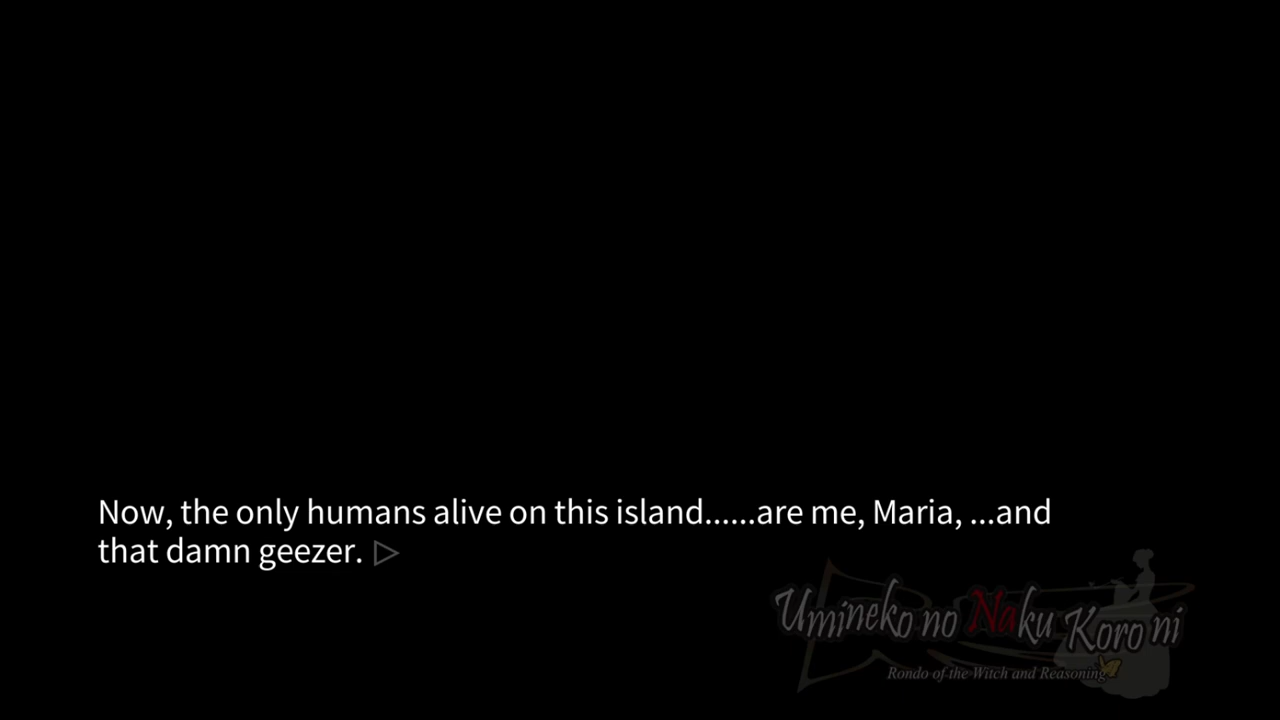 Now, the only humans alive on this island......are me, Maria, ...and
that damn geezer.
Umineko no Naku Koro ni
Rondo of the Witch and Reasoning